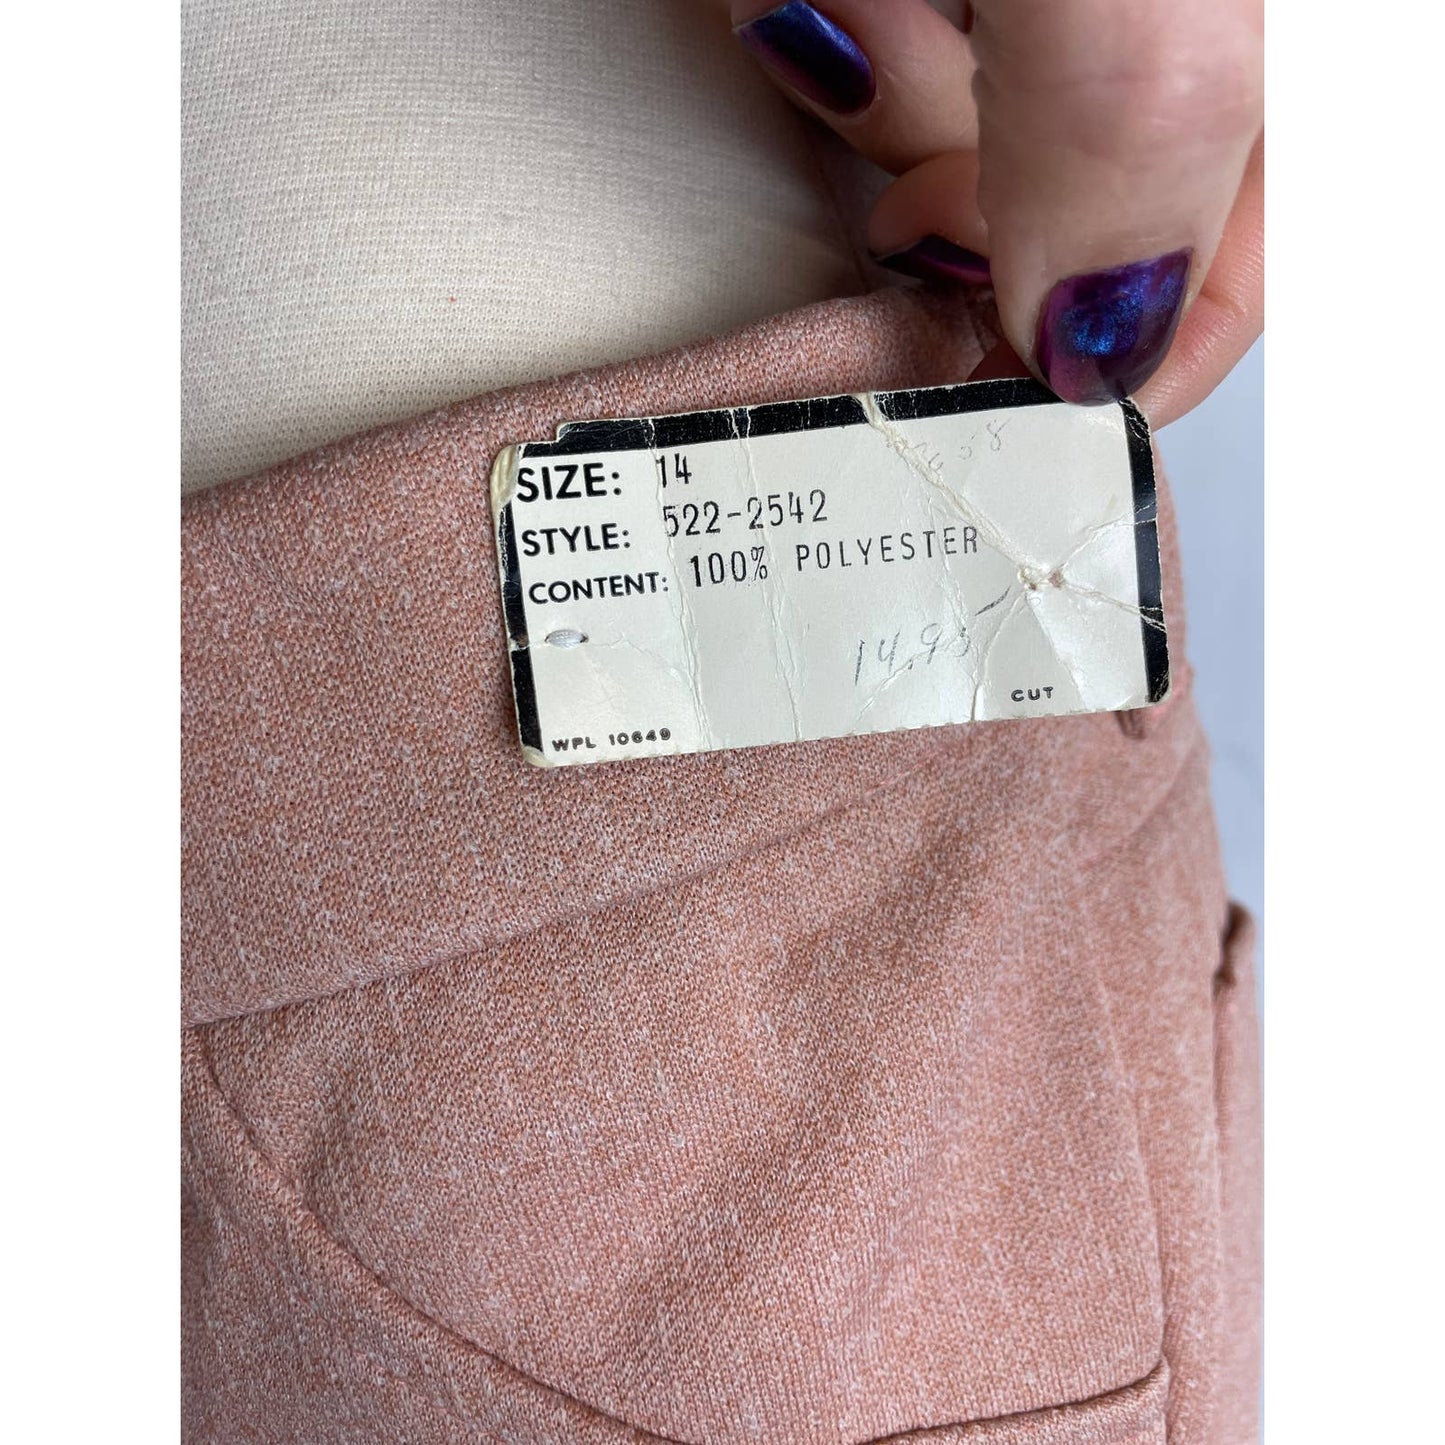 SIZE: 14
STYLE: 522-2542
CONTENT: 100% POLYESTER
14.95
CUT
WPL 10649